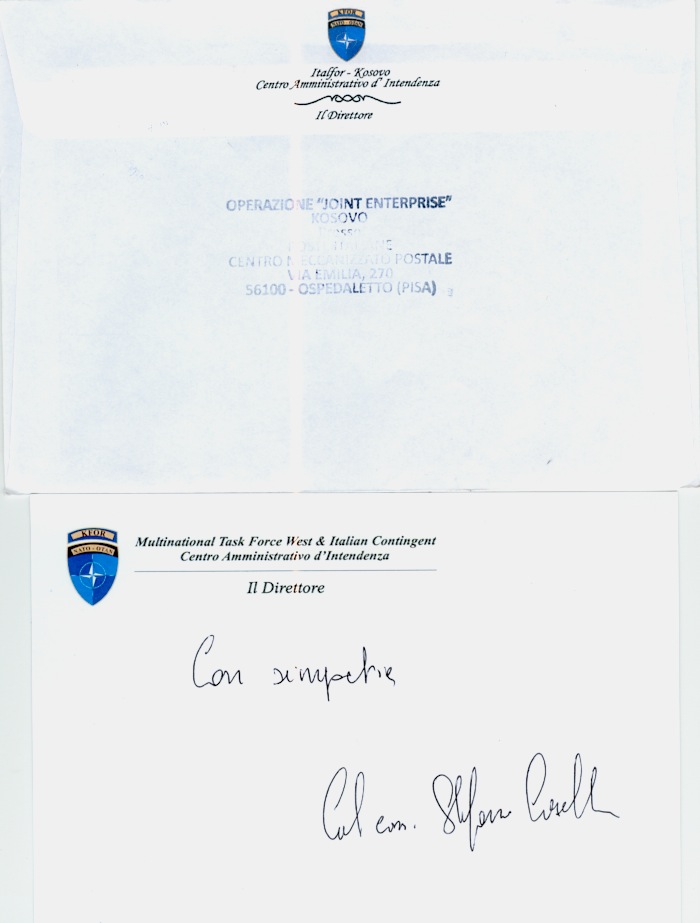 KFOR
NATO - OTAN
Italfor - Kosovo
Centro Amministrativo d' Intendenza
Il Direttore
OPERAZIONE "JOINT ENTERPRISE"
KOSOVO
CENTRO MECCANIZZATO POSTALE
VIA EMILIA, 270
56100 - OSPEDALETTO (PISA)
KFOR
NATO - OTAN
Multinational Task Force West & Italian Contingent
Centro Amministrativo d'Intendenza
Il Direttore
Con simpatia
Stefano